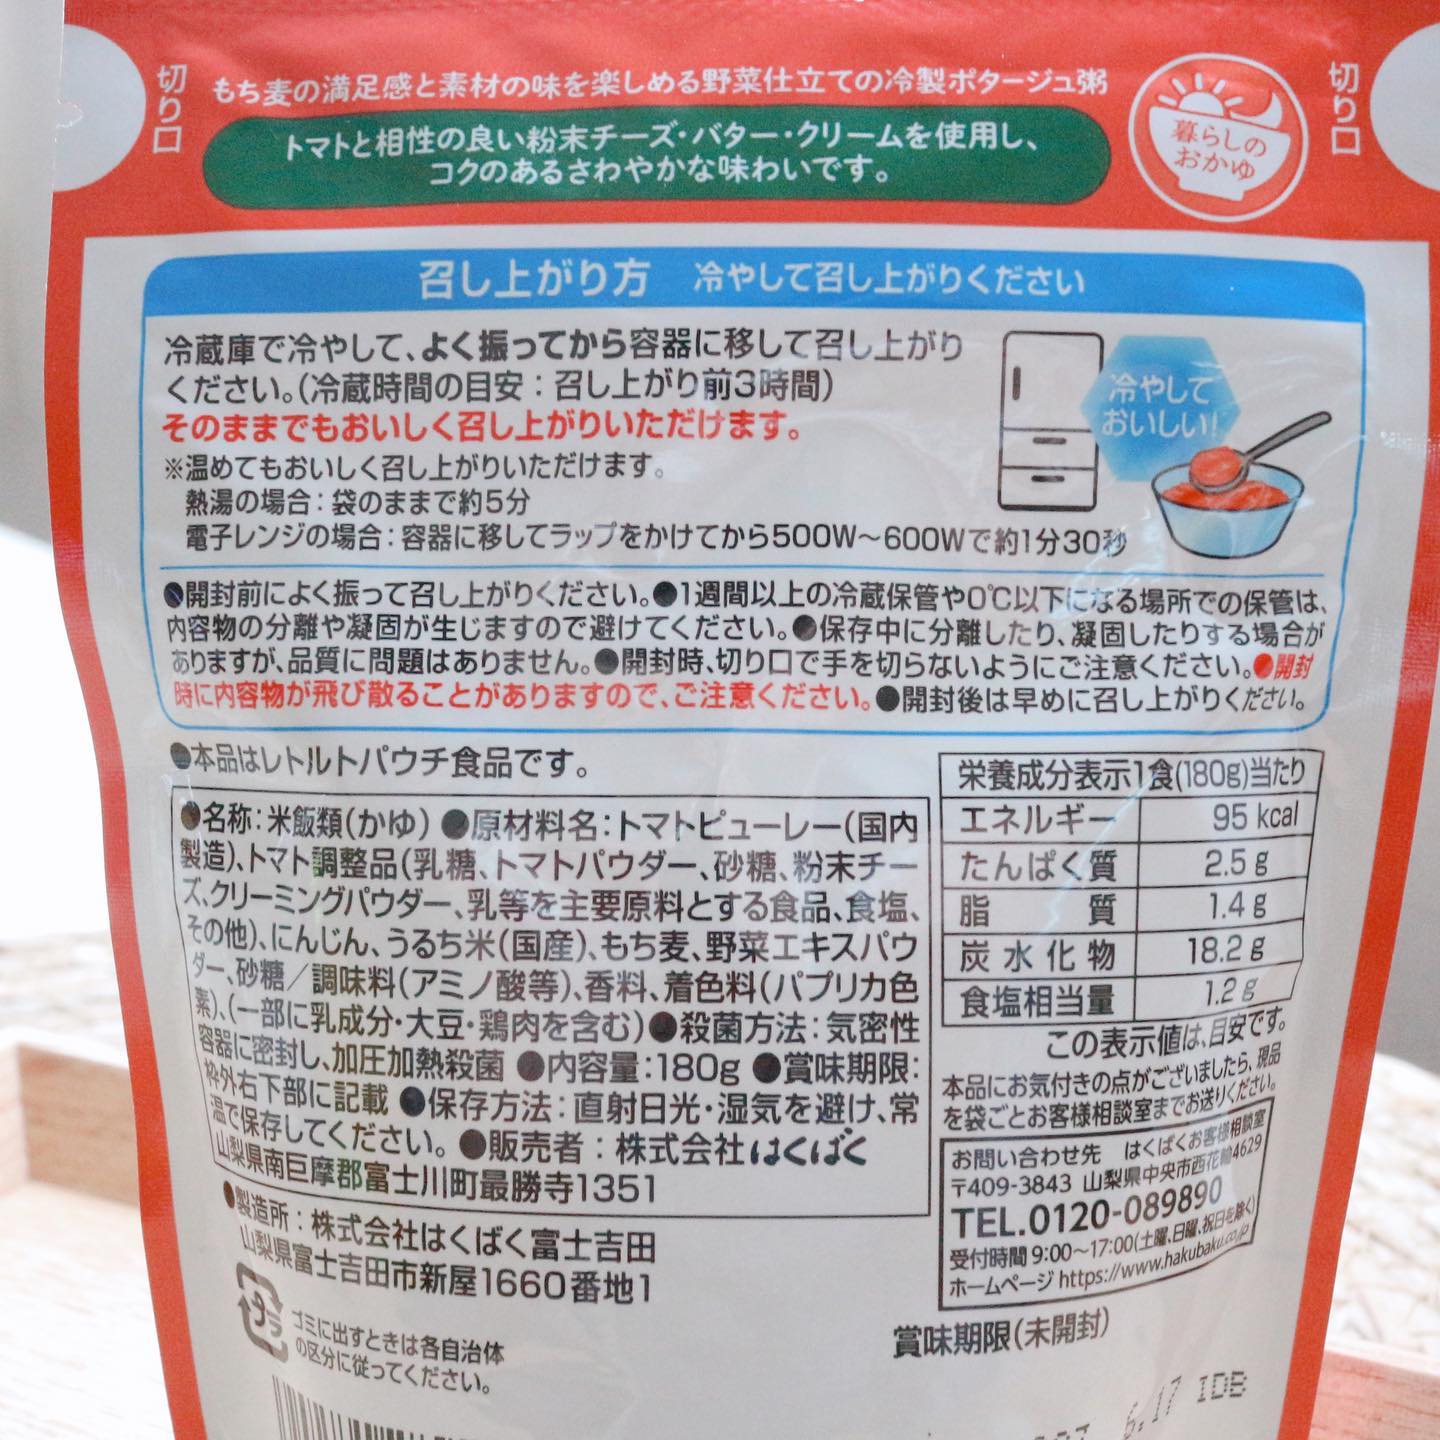 切り口
もち麦の満足感と素材の味を楽しめる野菜仕立ての冷製ポタージュ粥
トマトと相性の良い粉末チーズ・バター・クリームを使用し、
コクのあるさわやかな味わいです。
暮らしの
おかゆ
切り口
召し上がり方 冷やして召し上がりください
冷蔵庫で冷やして、よく振ってから容器に移して召し上がり
ください。(冷蔵時間の目安：召し上がり前3時間)
そのままでもおいしく召し上がりいただけます。
※温めてもおいしく召し上がりいただけます。
熱湯の場合：袋のままで約5分
電子レンジの場合：容器に移してラップをかけてから500W～600Wで約1分30秒
冷やして
おいしい!
●開封前によく振って召し上がりください。●1週間以上の冷蔵保管や0℃以下になる場所での保管は、
内容物の分離や凝固が生じますので避けてください。●保存中に分離したり、凝固したりする場合が
ありますが、品質に問題はありません。●開封時、切り口で手を切らないようにご注意ください。●開封
時に内容物が飛び散ることがありますので、ご注意ください。●開封後は早めに召し上がりください。
●本品はレトルトパウチ食品です。
●名称：米飯類(かゆ) ●原材料名：トマトピューレー(国内
製造)、トマト調整品(乳糖、トマトパウダー、砂糖、粉末チー
ズ、クリーミングパウダー、乳等を主要原料とする食品、食塩、
その他)、にんじん、うるち米(国産)、もち麦、野菜エキスパウ
ダー、砂糖／調味料(アミノ酸等)、香料、着色料(パプリカ色
素)、(一部に乳成分・大豆・鶏肉を含む)●殺菌方法：気密性
容器に密封し、加圧加熱殺菌 ●内容量：180g ●賞味期限：
枠外右下部に記載 ●保存方法：直射日光・湿気を避け、常
温で保存してください。●販売者：株式会社はくばく
山梨県南巨摩郡富士川町最勝寺1351
●製造所：株式会社はくばく富士吉田
山梨県富士吉田市新屋1660番地1
プラ
ゴミに出すときは各自治体
の区分に従ってください。
栄養成分表示1食(180g)当たり
エネルギー 95 kcal
たんぱく質 2.5 g
脂質 1.4 g
炭水化物 18.2 g
食塩相当量 1.2 g
この表示値は、目安です。
本品にお気付きの点がございましたら、現品
を袋ごとお客様相談室までお送りください。
お問い合わせ先 はくばくお客様相談室
〒409-3843 山梨県中央市西花輪4629
TEL.0120-089890
受付時間 9:00～17:00(土曜、日曜、祝日を除く)
ホームページ https://www.hakubaku.co.jp
賞味期限(未開封)
6.17 IDB